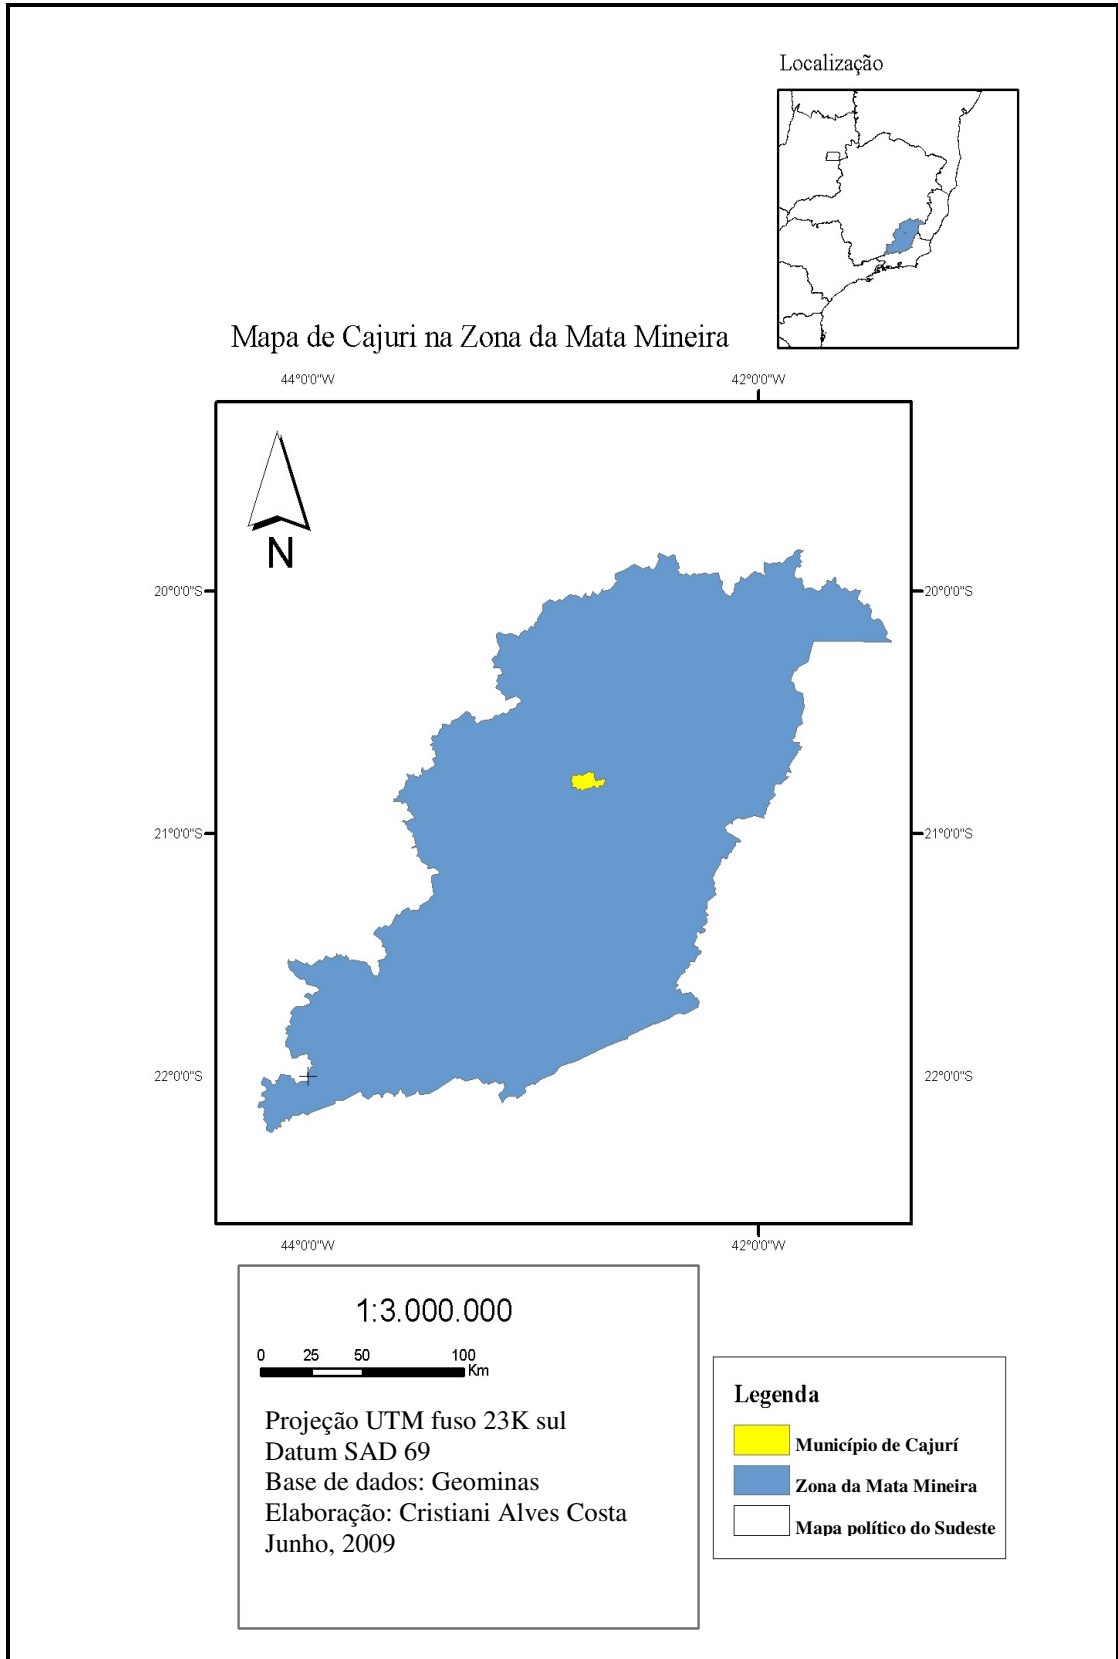 Localização
Mapa de Cajuri na Zona da Mata Mineira
44°0'0"W 42°0'0"W
N
20°0'0"S 20°0'0"S
21°0'0"S 21°0'0"S
22°0'0"S 22°0'0"S
44°0'0"W 42°0'0"W
1:3.000.000
0 25 50 100
Km
Projeção UTM fuso 23K sul
Datum SAD 69
Base de dados: Geominas
Elaboração: Cristiani Alves Costa
Junho, 2009
Legenda
Município de Cajurí
Zona da Mata Mineira
Mapa político do Sudeste